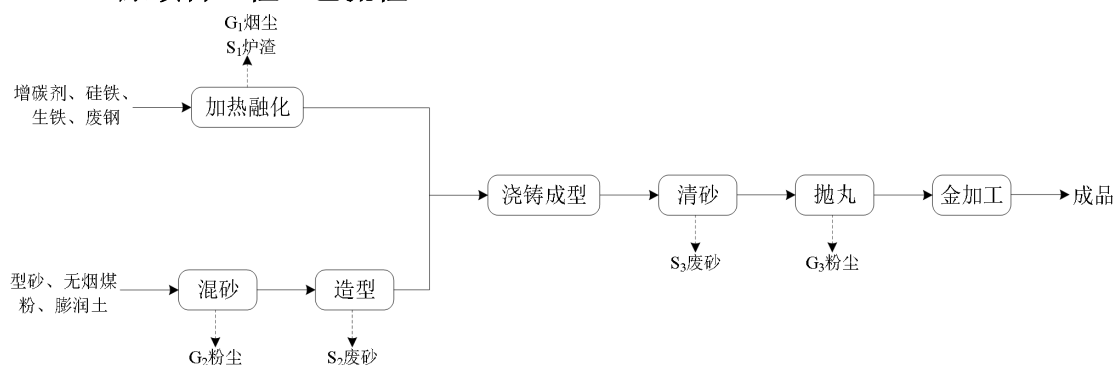 G₁烟尘
S₁炉渣
增碳剂、硅铁、
生铁、废钢
加热融化
浇铸成型
清砂
抛丸
金加工
成品
S₃废砂
G₃粉尘
型砂、无烟煤
粉、膨润土
混砂
造型
G₂粉尘
S₂废砂